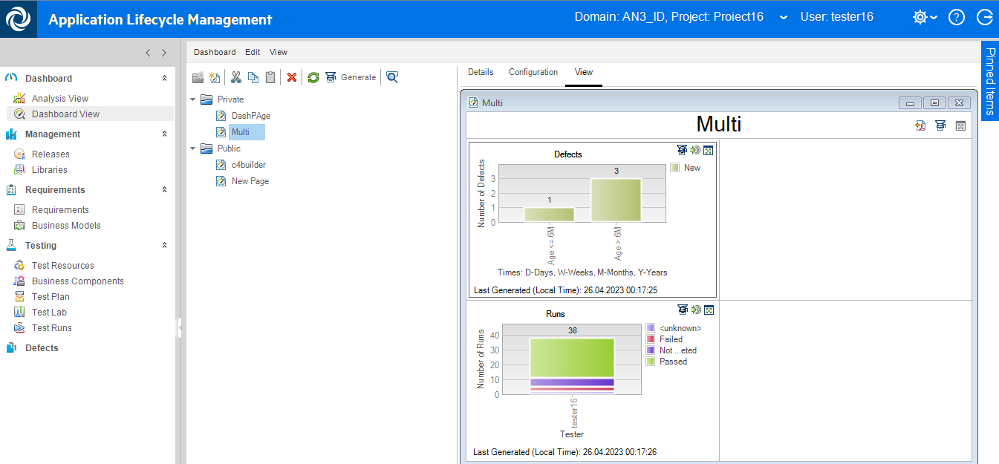 Application Lifecycle Management
Domain: AN3_ID, Project: Proiect16
User: tester16
?
Pinned Items
Dashboard
Analysis View
Dashboard View
Management
Releases
Libraries
Requirements
Requirements
Business Models
Testing
Test Resources
Business Components
Test Plan
Test Lab
Test Runs
Defects
Dashboard Edit View
Generate
Private
DashPAge
Multi
Public
c4builder
New Page
Details Configuration View
Multi
Multi
Defects
New
Number of Defects
3
2
1
0
1
3
Age <= 6M
Age > 6M
Times: D-Days, W-Weeks, M-Months, Y-Years
Last Generated (Local Time): 26.04.2023 00:17:25
Runs
38
Number of Runs
40
30
20
10
0
<unknown>
Failed
Not ...eted
Passed
tester16
Tester
Last Generated (Local Time): 26.04.2023 00:17:26